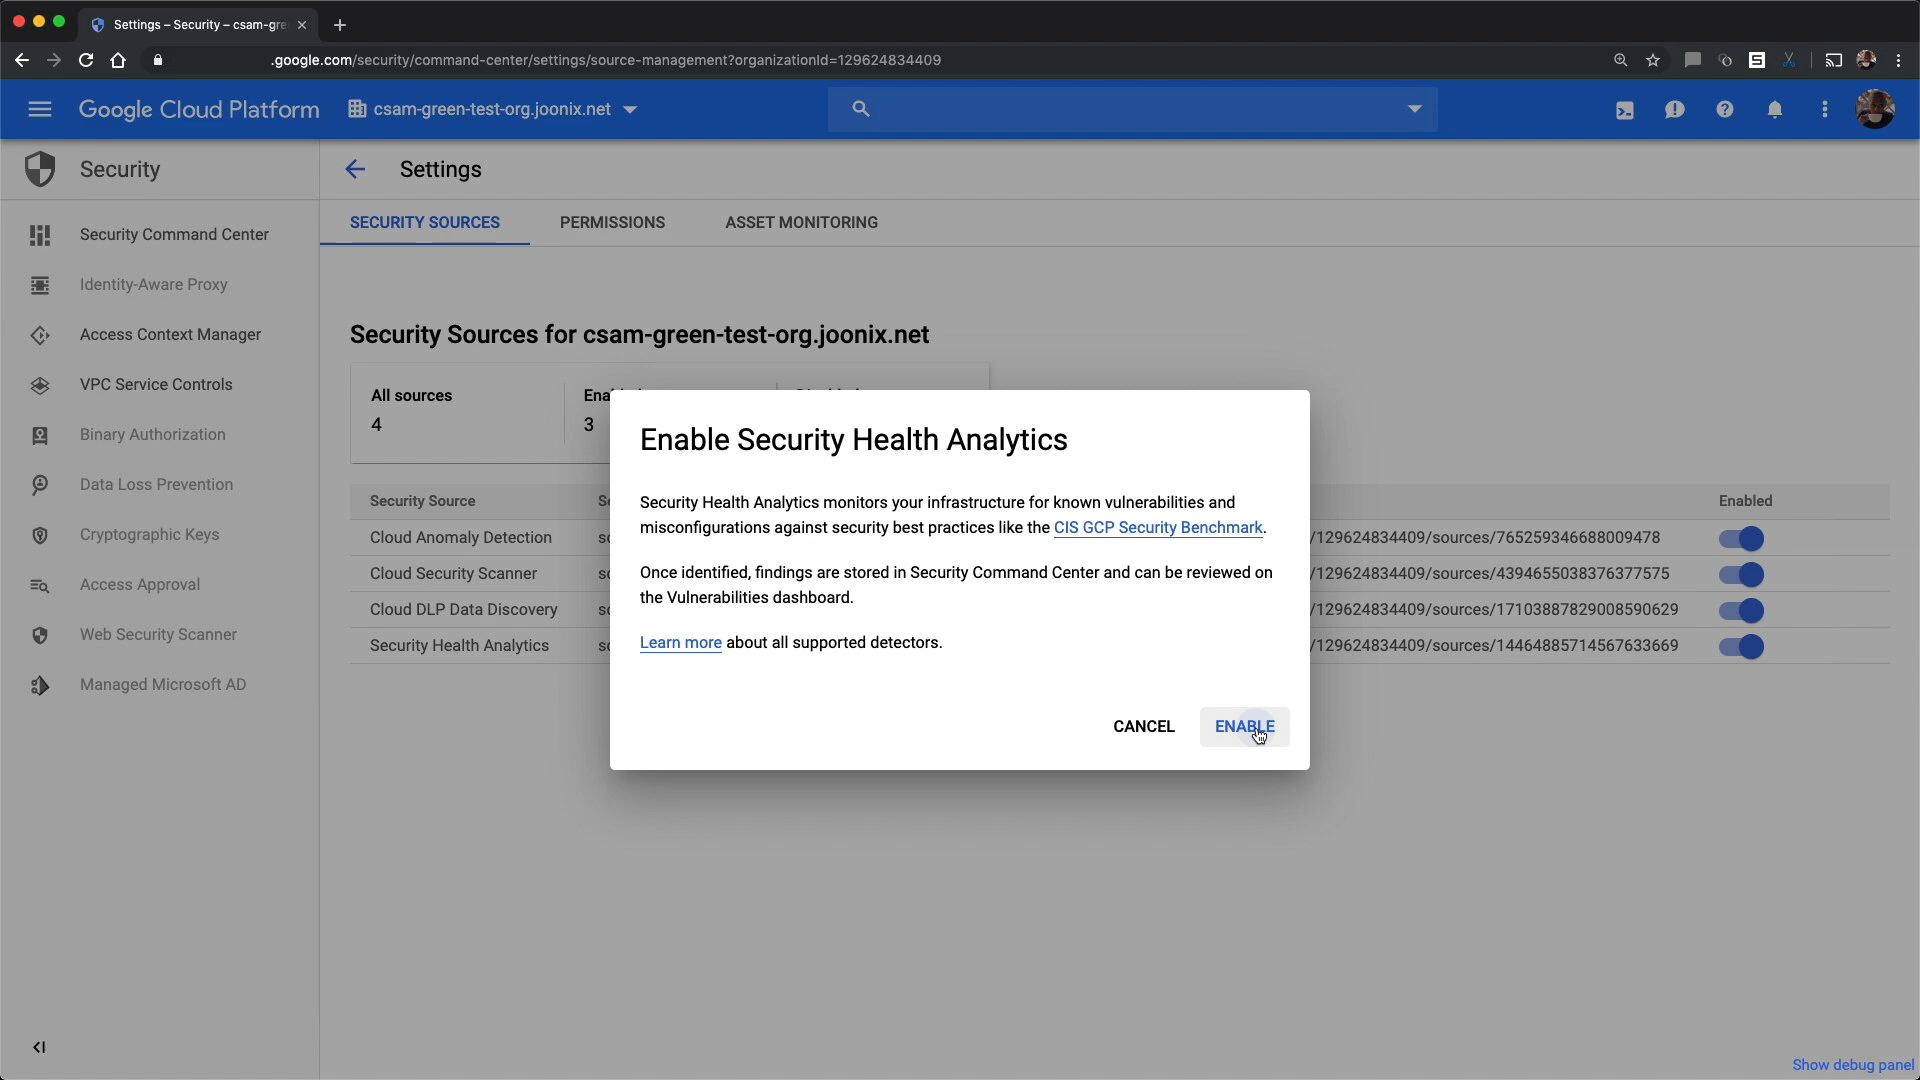 Settings – Security – csam-gre
.google.com/security/command-center/settings/source-management?organizationId=129624834409
Google Cloud Platform
csam-green-test-org.joonix.net
Security
Settings
SECURITY SOURCES
PERMISSIONS
ASSET MONITORING
Security Command Center
Identity-Aware Proxy
Access Context Manager
VPC Service Controls
Binary Authorization
Data Loss Prevention
Cryptographic Keys
Access Approval
Web Security Scanner
Managed Microsoft AD
Security Sources for csam-green-test-org.joonix.net
All sources
4
3
Security Source
Enabled
Cloud Anomaly Detection
/129624834409/sources/765259346688009478
Cloud Security Scanner
/129624834409/sources/4394655038376377575
Cloud DLP Data Discovery
/129624834409/sources/17103887829008590629
Security Health Analytics
/129624834409/sources/14464885714567633669
Enable Security Health Analytics
Security Health Analytics monitors your infrastructure for known vulnerabilities and
misconfigurations against security best practices like the CIS GCP Security Benchmark.
Once identified, findings are stored in Security Command Center and can be reviewed on
the Vulnerabilities dashboard.
Learn more about all supported detectors.
CANCEL
ENABLE
Show debug panel